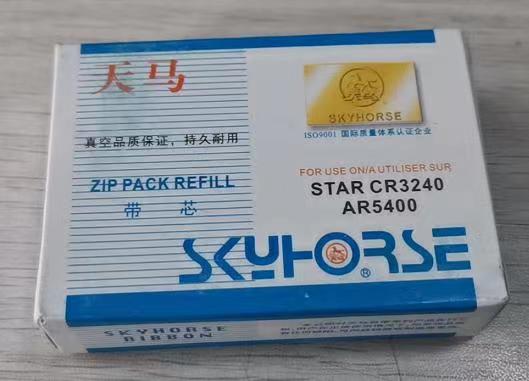 天马
SKYHORSE
ISO9001 国际质量体系认证企业
真空品质保证，持久耐用
FOR USE ON/A UTILISER SUR
ZIP PACK REFILL
STAR CR3240
带芯
AR5400
SKYHORSE®
SKYHORSE
RIBBON